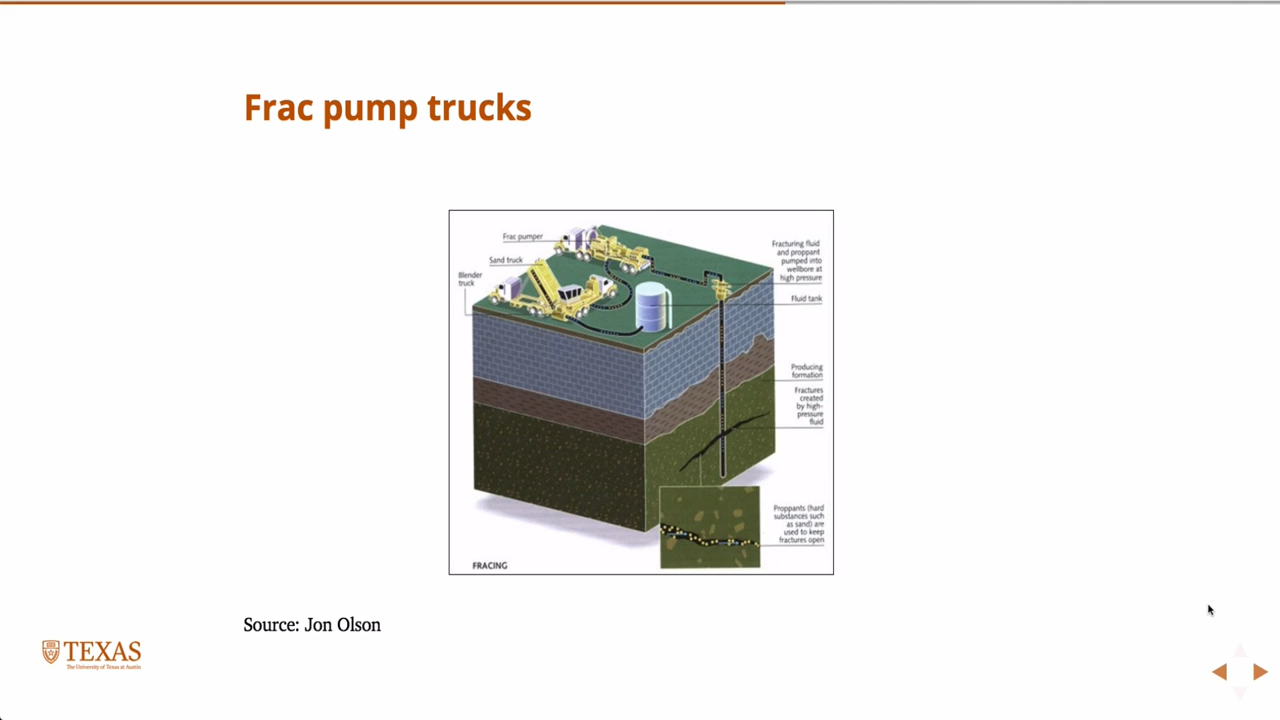 Frac pump trucks
Frac pumper
Sand truck
Blender
truck
Fracturing fluid
and proppant
pumped into
wellbore at
high pressure
Fluid tank
Producing
formation
Fractures
created
by high-
pressure
fluid
Proppants (hard
substances such
as sand) are
used to keep
fractures open
FRACING
Source: Jon Olson
TEXAS
The University of Texas at Austin